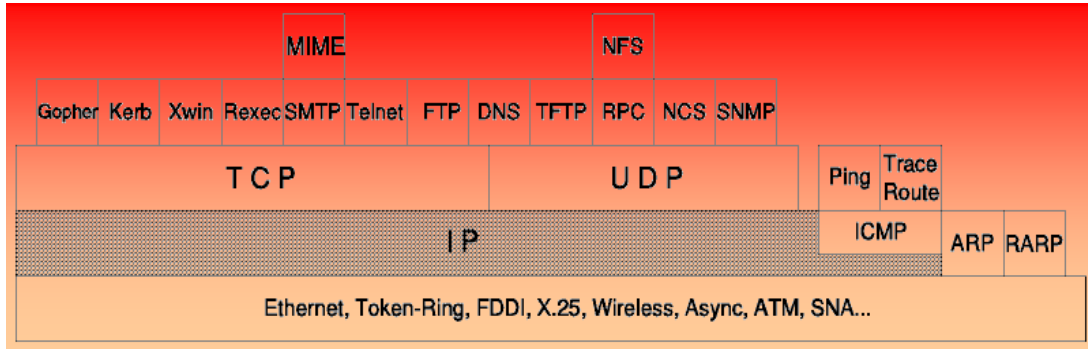 MIME NFS
Gopher Kerb Xwin Rexec SMTP Telnet FTP DNS TFTP RPC NCS SNMP
TCP UDP Ping Trace
Route
IP ICMP ARP RARP
Ethernet, Token-Ring, FDDI, X.25, Wireless, Async, ATM, SNA...